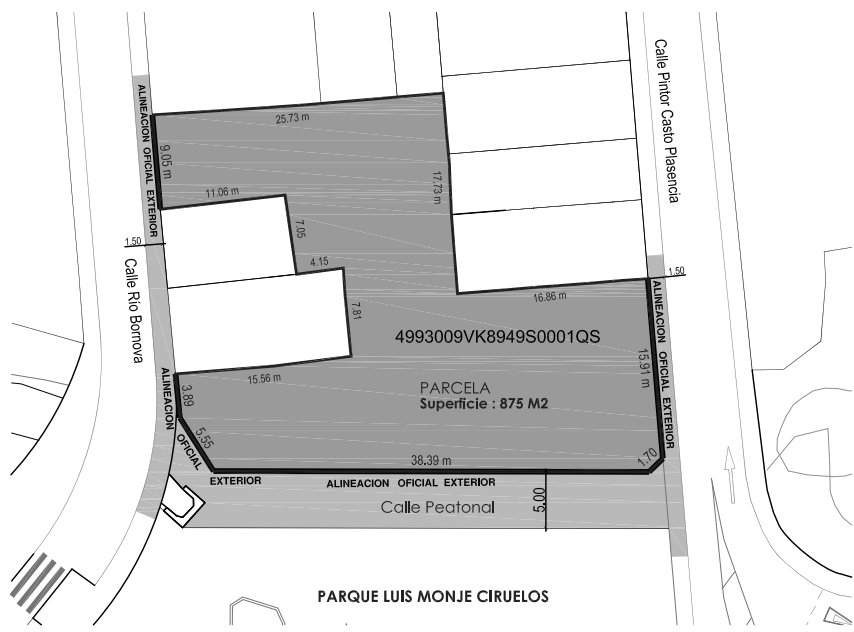 Calle Pintor Casto Plasencia
ALINEACION OFICIAL EXTERIOR
25.73 m
9.05 m
17.73 m
11.06 m
7.05
1.50
4.15
1.50
Calle Río Bornova
16.86 m
7.81
ALINEACION OFICIAL EXTERIOR
4993009VK8949S0001QS
15.91 m
15.56 m
PARCELA
Superficie : 875 M2
3.89
ALINEACION OFICIAL EXTERIOR
5.55
38.39 m
1.70
ALINEACION OFICIAL EXTERIOR
5.00
Calle Peatonal
PARQUE LUIS MONJE CIRUELOS